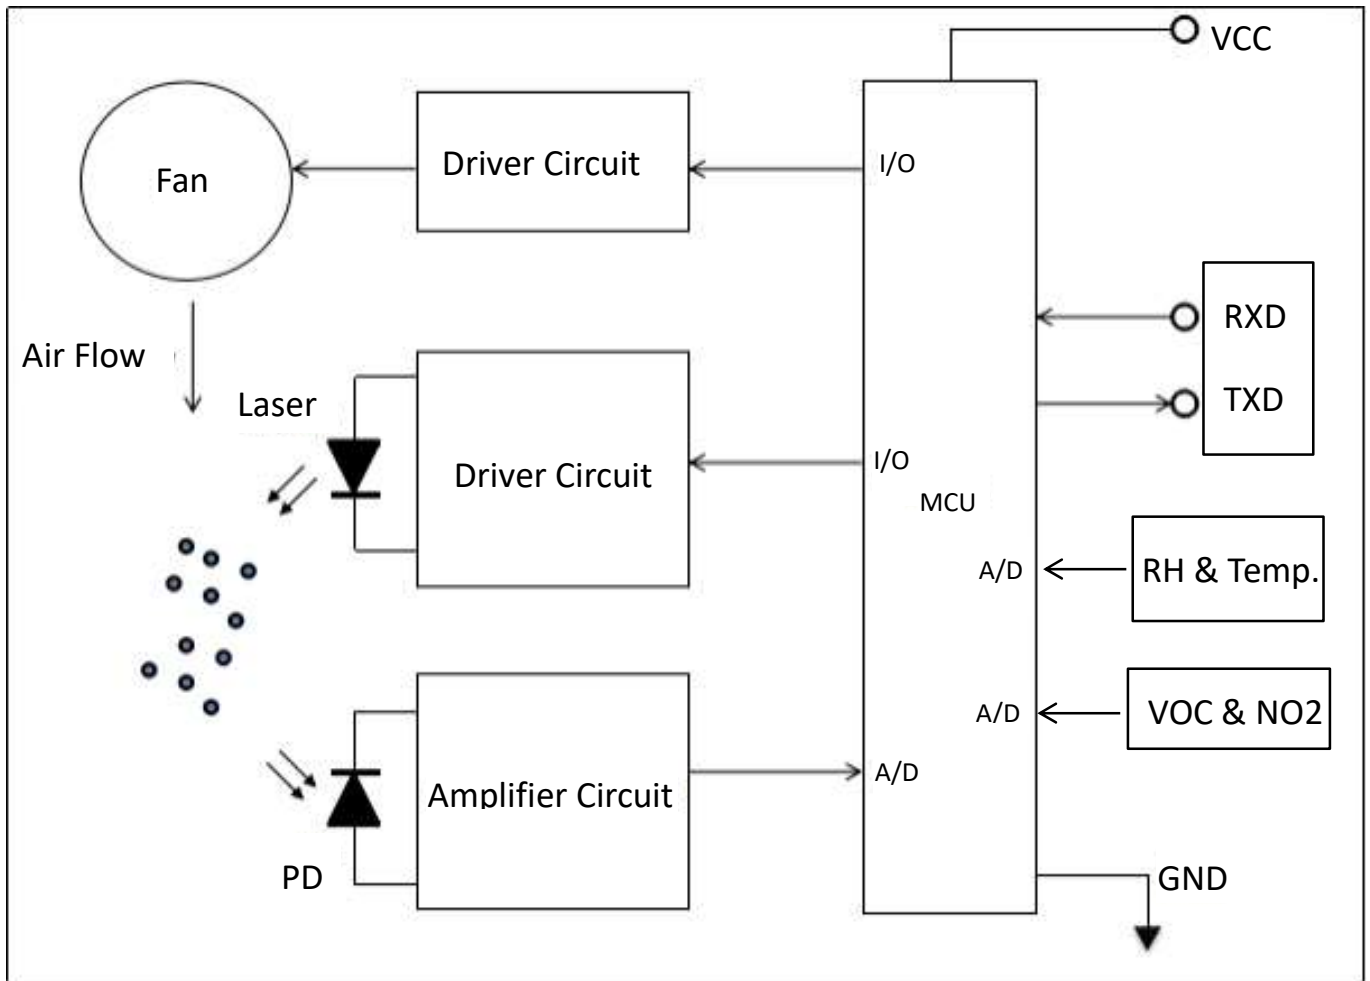 VCC
Fan
Driver Circuit
I/O
Air Flow
Laser
Driver Circuit
I/O
MCU
RXD
TXD
A/D
RH & Temp.
A/D
VOC & NO2
Amplifier Circuit
A/D
PD
GND